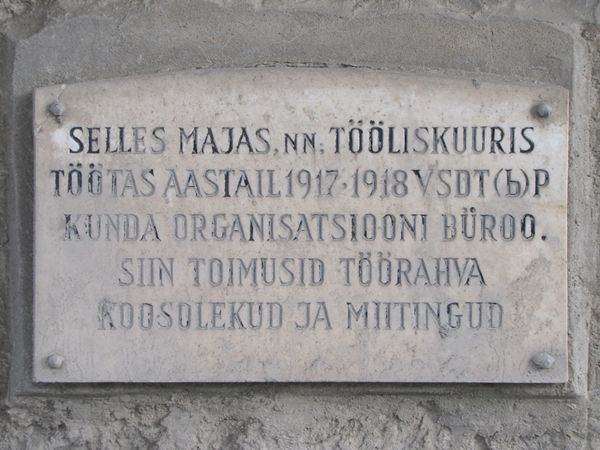 SELLES MAJAS, NN. TÖÖLISKUURIS
TÖÖTAS AASTAIL 1917-1918 VSDT(b)P
KUNDA ORGANISATSIOONI BÜROO.
SIIN TOIMUSID TÖÖRAHVA
KOOSOLEKUD JA MIITINGUD